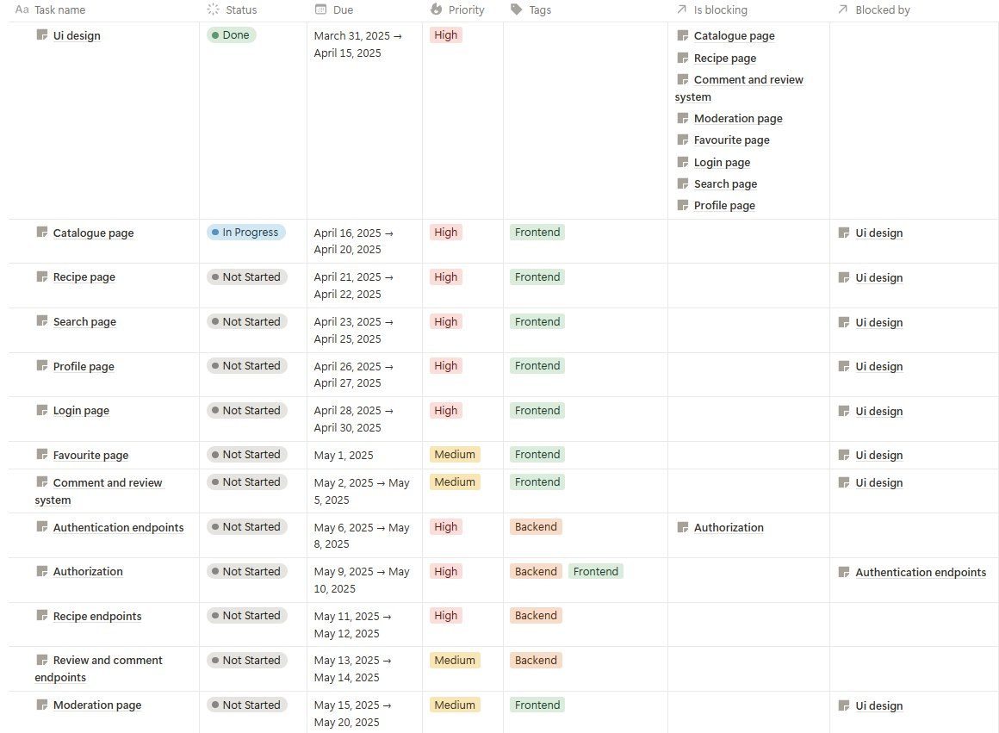 Aa Task name Status Due Priority Tags Is blocking Blocked by
Ui design Done March 31, 2025 → High Catalogue page
April 15, 2025 Recipe page
Comment and review
system
Moderation page
Favourite page
Login page
Search page
Profile page
Catalogue page In Progress April 16, 2025 → High Frontend Ui design
April 20, 2025
Recipe page Not Started April 21, 2025 → High Frontend Ui design
April 22, 2025
Search page Not Started April 23, 2025 → High Frontend Ui design
April 25, 2025
Profile page Not Started April 26, 2025 → High Frontend Ui design
April 27, 2025
Login page Not Started April 28, 2025 → High Frontend Ui design
April 30, 2025
Favourite page Not Started May 1, 2025 Medium Frontend Ui design
Comment and review Not Started May 2, 2025 → May Medium Frontend Ui design
system 5, 2025
Authentication endpoints Not Started May 6, 2025 → May High Backend Authorization
8, 2025
Authorization Not Started May 9, 2025 → May High Backend Frontend Authentication endpoints
10, 2025
Recipe endpoints Not Started May 11, 2025 → High Backend
May 12, 2025
Review and comment Not Started May 13, 2025 → Medium Backend
endpoints May 14, 2025
Moderation page Not Started May 15, 2025 → Medium Frontend Ui design
May 20, 2025